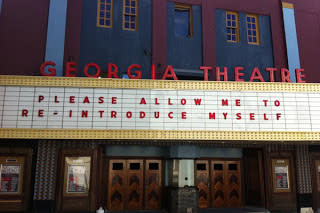 GEORGIA THEATRE
PLEASE ALLOW ME TO
RE-INTRODUCE MYSELF